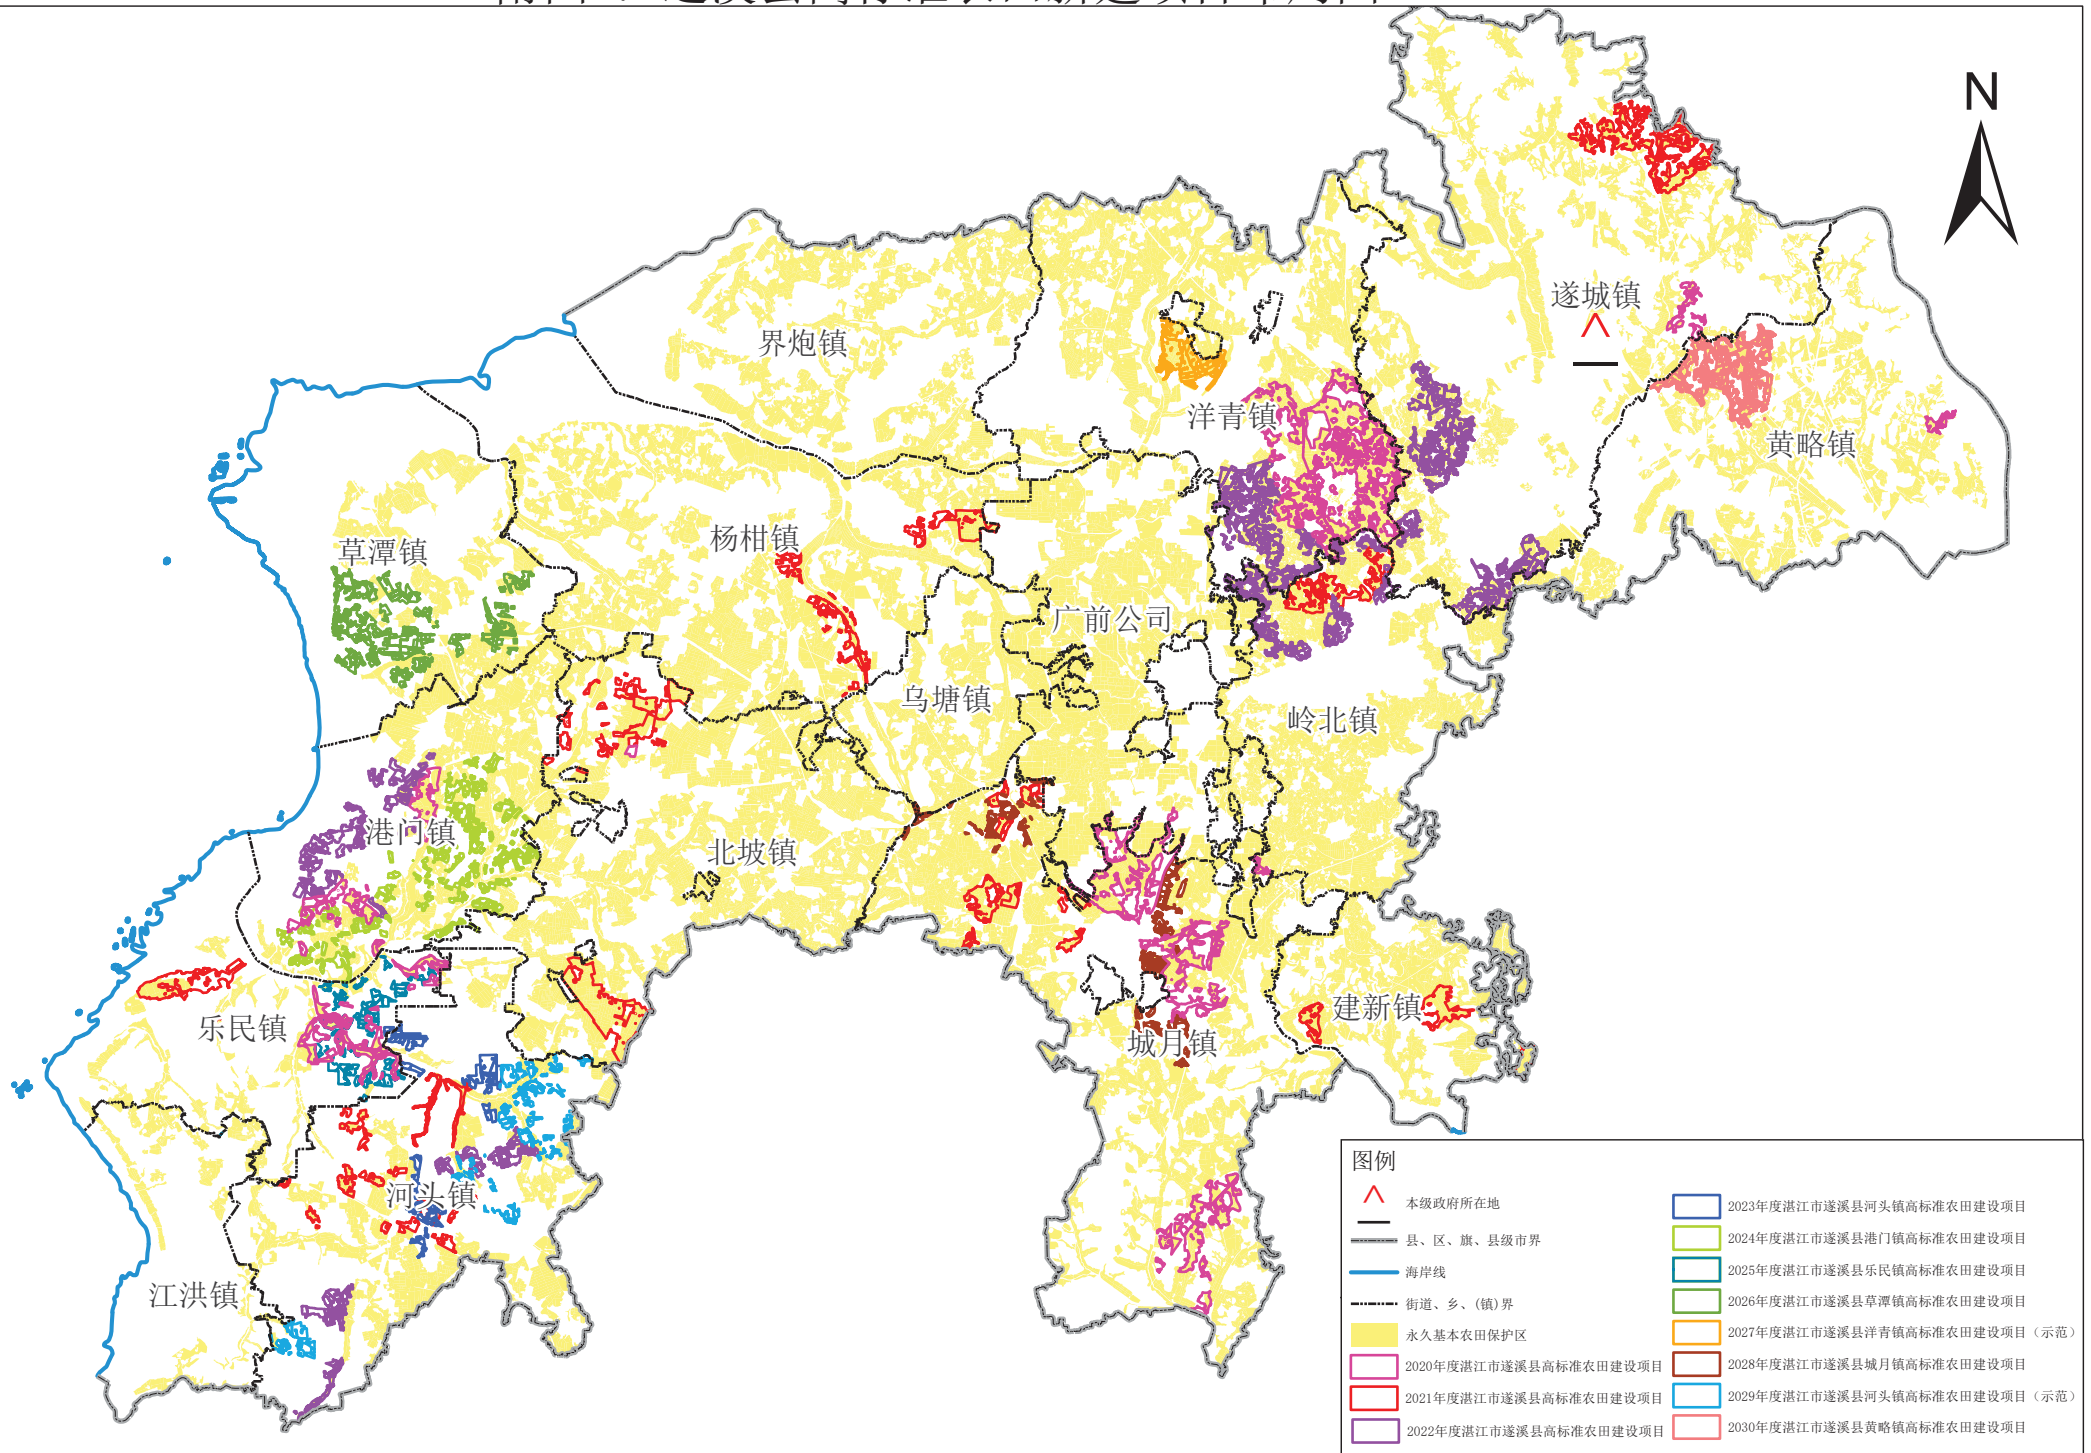 N
遂城镇
界炮镇
洋青镇
黄略镇
杨柑镇
草潭镇
广前公司
乌塘镇
岭北镇
港门镇
北坡镇
建新镇
乐民镇
城月镇
河头镇
江洪镇
图例
本级政府所在地
县、区、旗、县级市界
海岸线
街道、乡、(镇)界
永久基本农田保护区
2020年度湛江市遂溪县高标准农田建设项目
2021年度湛江市遂溪县高标准农田建设项目
2022年度湛江市遂溪县高标准农田建设项目
2023年度湛江市遂溪县河头镇高标准农田建设项目
2024年度湛江市遂溪县港门镇高标准农田建设项目
2025年度湛江市遂溪县乐民镇高标准农田建设项目
2026年度湛江市遂溪县草潭镇高标准农田建设项目
2027年度湛江市遂溪县洋青镇高标准农田建设项目（示范）
2028年度湛江市遂溪县城月镇高标准农田建设项目
2029年度湛江市遂溪县河头镇高标准农田建设项目（示范）
2030年度湛江市遂溪县黄略镇高标准农田建设项目